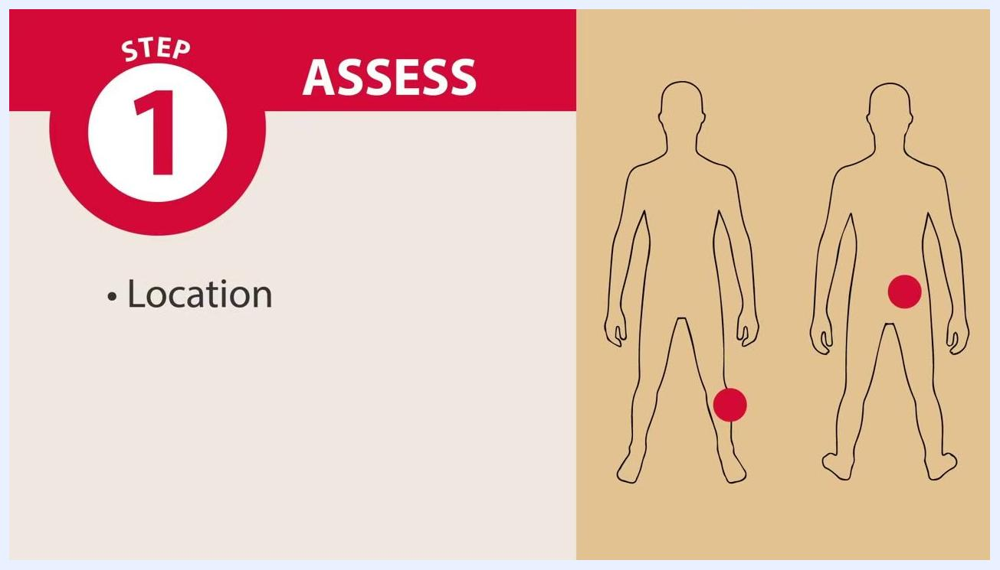 STEP
1
ASSESS
• Location